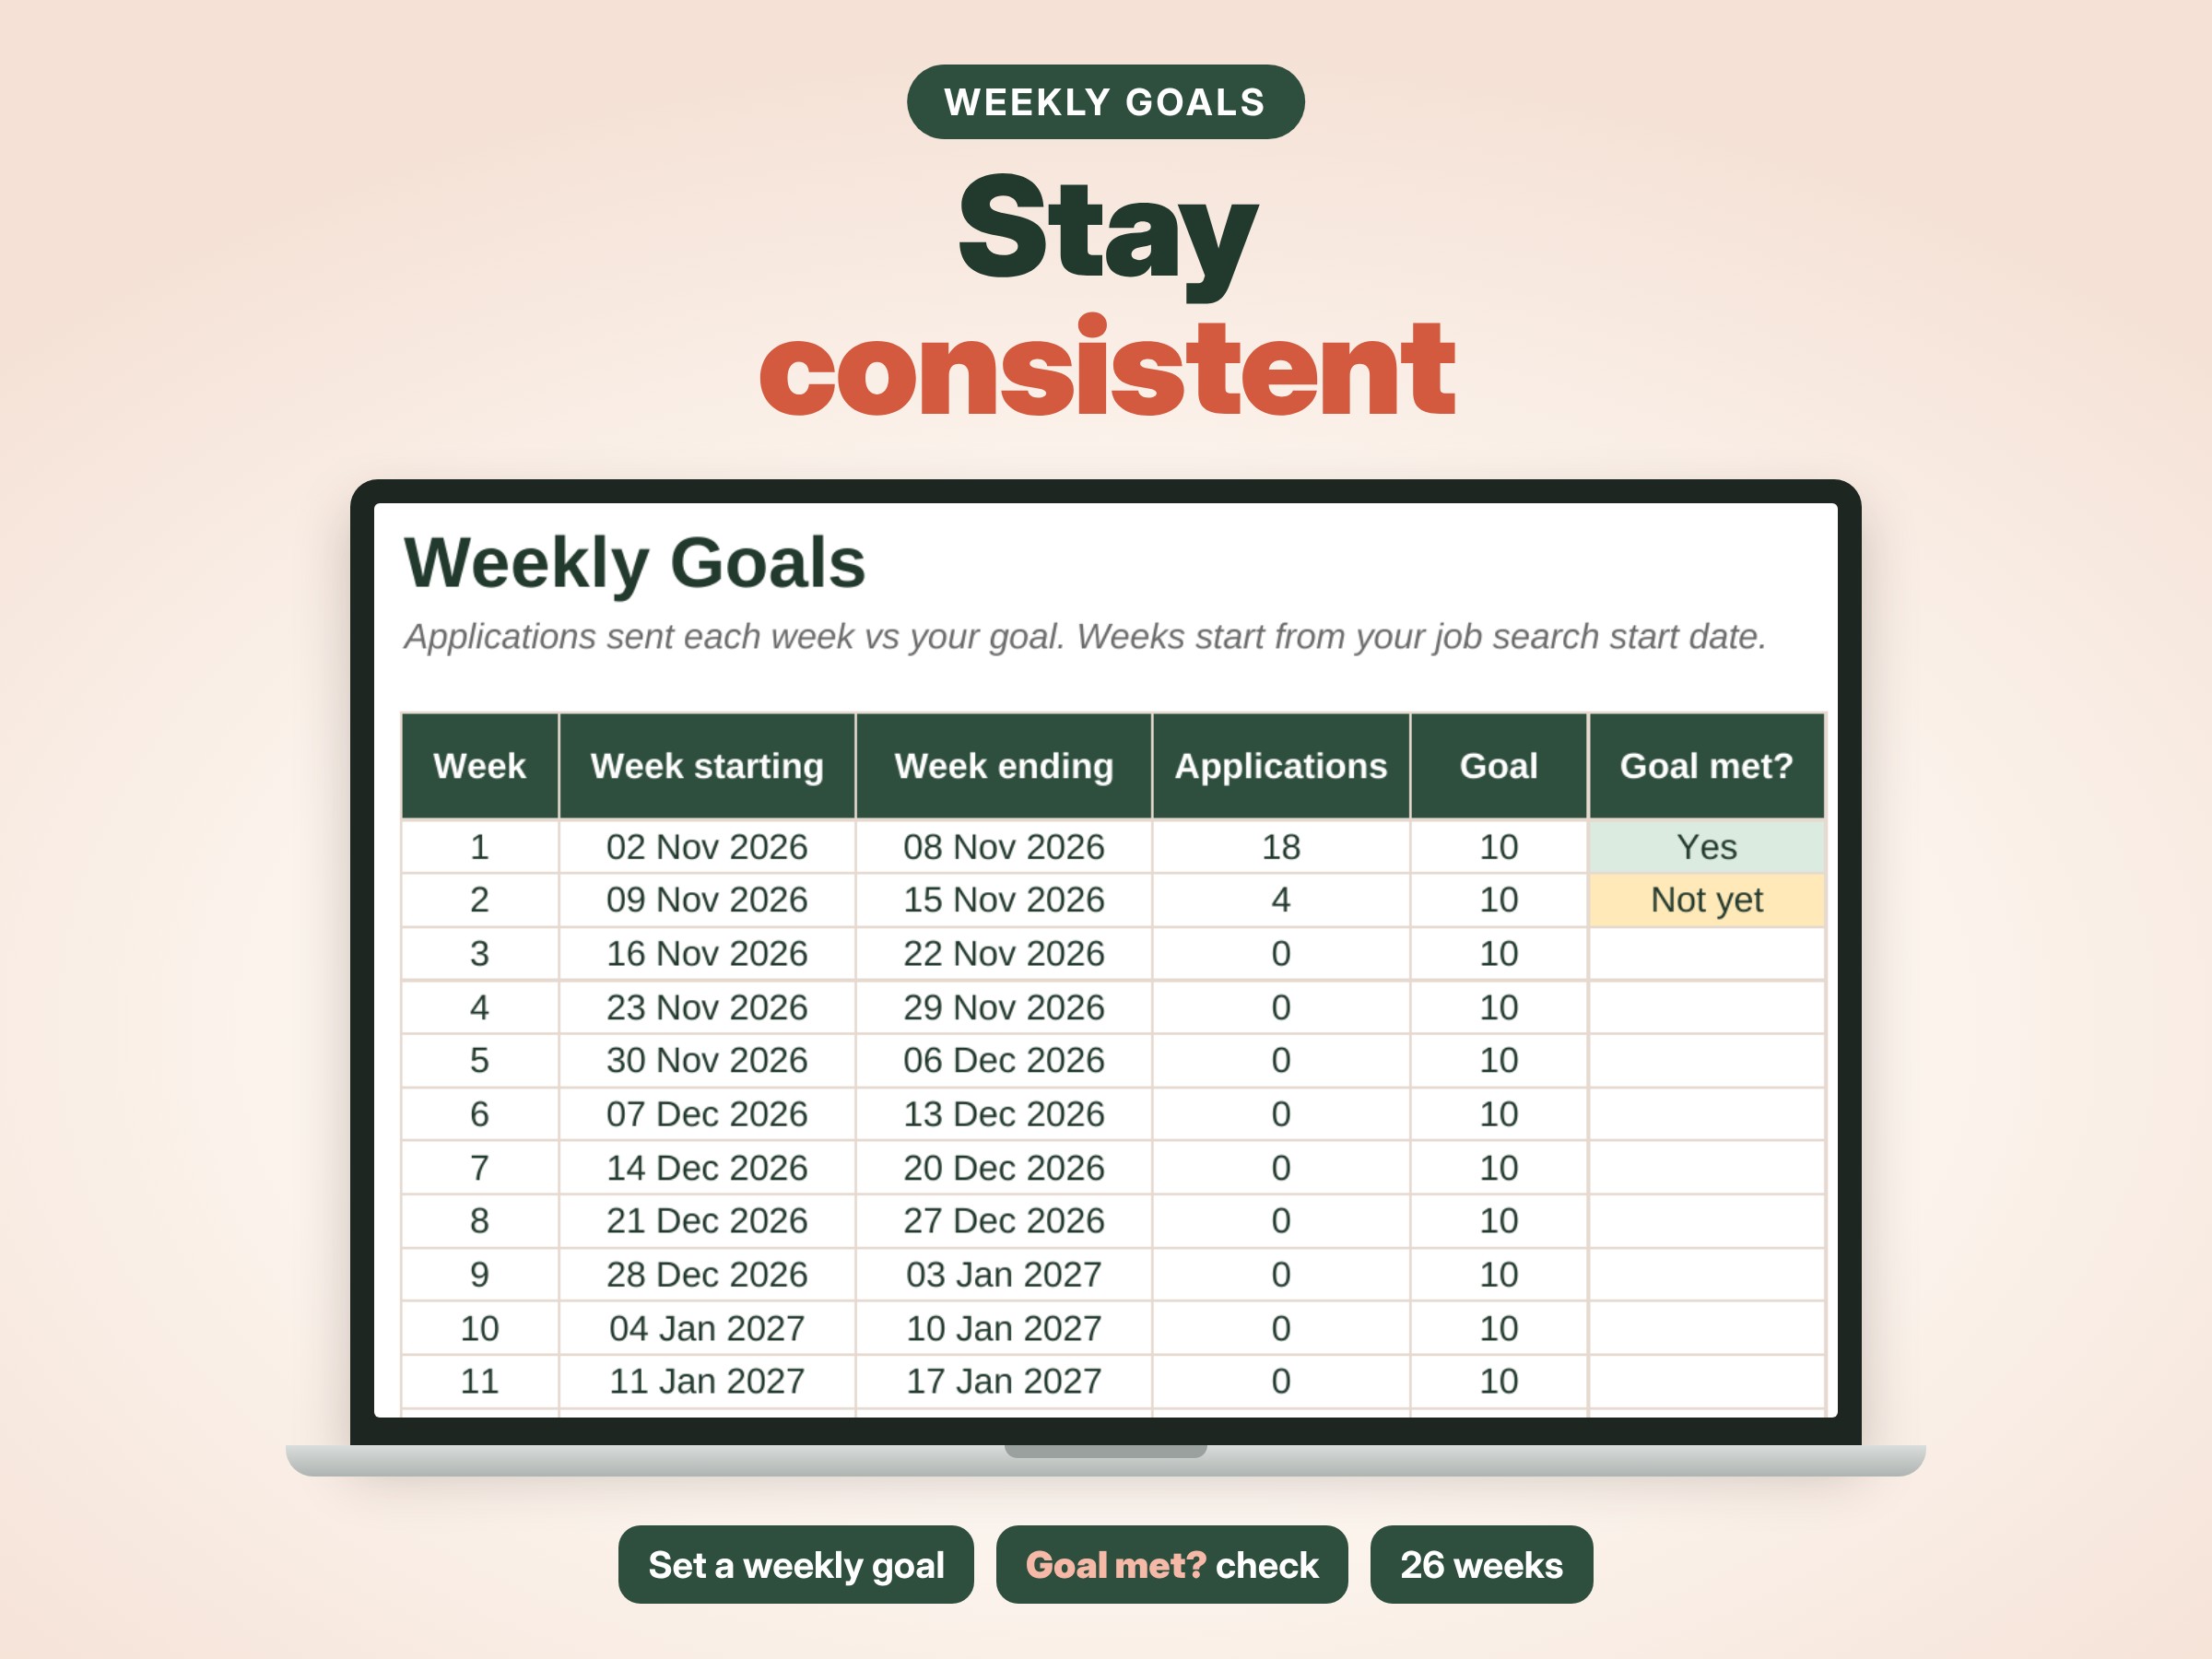 WEEKLY GOALS
Stay
consistent
Weekly Goals
Applications sent each week vs your goal. Weeks start from your job search start date.
Week Week starting Week ending Applications Goal Goal met?
1 02 Nov 2026 08 Nov 2026 18 10 Yes
2 09 Nov 2026 15 Nov 2026 4 10 Not yet
3 16 Nov 2026 22 Nov 2026 0 10
4 23 Nov 2026 29 Nov 2026 0 10
5 30 Nov 2026 06 Dec 2026 0 10
6 07 Dec 2026 13 Dec 2026 0 10
7 14 Dec 2026 20 Dec 2026 0 10
8 21 Dec 2026 27 Dec 2026 0 10
9 28 Dec 2026 03 Jan 2027 0 10
10 04 Jan 2027 10 Jan 2027 0 10
11 11 Jan 2027 17 Jan 2027 0 10
Set a weekly goal Goal met? check 26 weeks